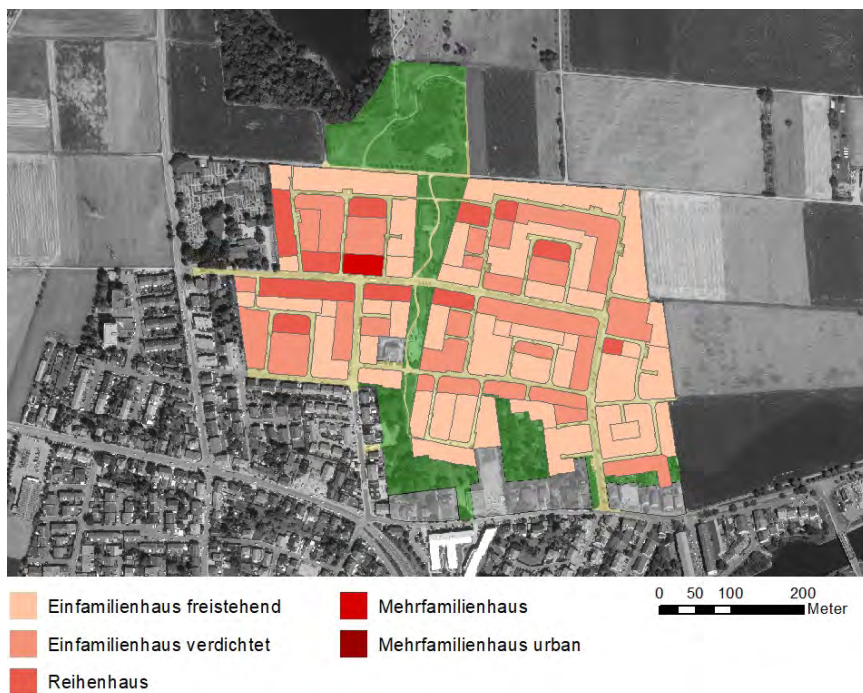 Einfamilienhaus freistehend
Einfamilienhaus verdichtet
Reihenhaus
Mehrfamilienhaus
Mehrfamilienhaus urban
0 50 100 200
Meter